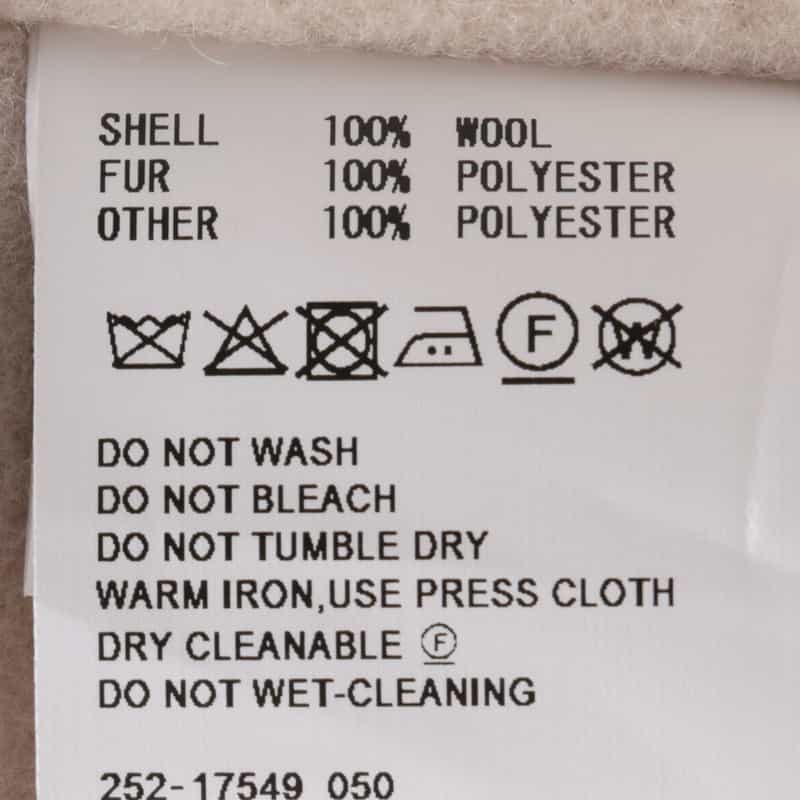 SHELL 100% WOOL
FUR 100% POLYESTER
OTHER 100% POLYESTER
F W
DO NOT WASH
DO NOT BLEACH
DO NOT TUMBLE DRY
WARM IRON,USE PRESS CLOTH
DRY CLEANABLE F
DO NOT WET-CLEANING
252-17549 050